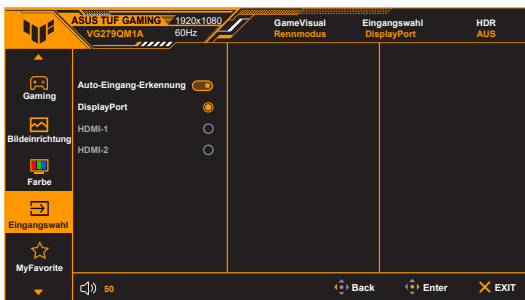 ASUS TUF GAMING 1920x1080
VG279QM1A 60Hz
GameVisual Eingangswahl HDR
Rennmodus DisplayPort AUS
Gaming
Bildeinrichtung
Farbe
Eingangswahl
MyFavorite
Auto-Eingang-Erkennung
DisplayPort
HDMI-1
HDMI-2
50 Back Enter EXIT